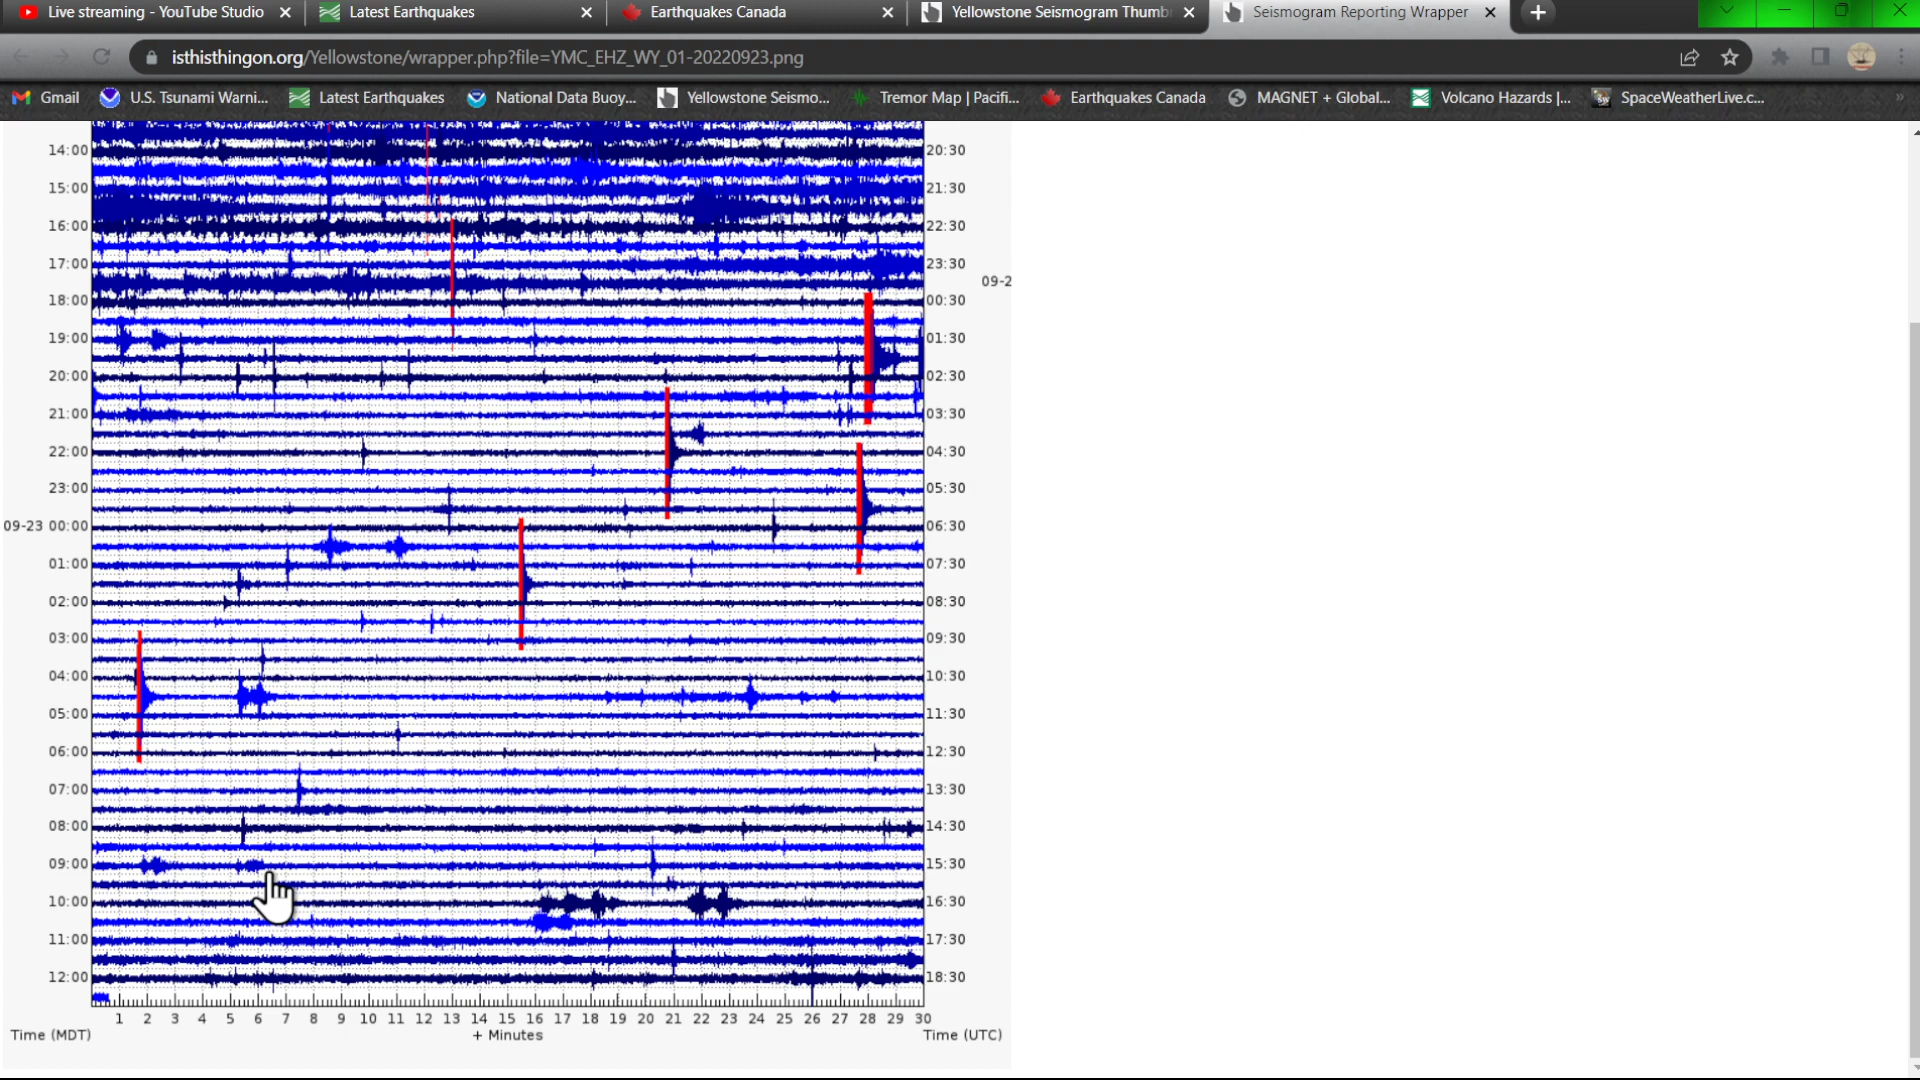 Live streaming - YouTube Studio
Latest Earthquakes
Earthquakes Canada
Yellowstone Seismogram Thumb
Seismogram Reporting Wrapper
isthisthingon.org/Yellowstone/wrapper.php?file=YMC_EHZ_WY_01-20220923.png
Gmail
U.S. Tsunami Warni...
Latest Earthquakes
National Data Buoy...
Yellowstone Seismo...
Tremor Map | Pacifi...
Earthquakes Canada
MAGNET + Global...
Volcano Hazards |...
SpaceWeatherLive.c...
14:00 20:30
15:00 21:30
16:00 22:30
17:00 23:30
09-2
18:00 00:30
19:00 01:30
20:00 02:30
21:00 03:30
22:00 04:30
23:00 05:30
09-23 00:00 06:30
01:00 07:30
02:00 08:30
03:00 09:30
04:00 10:30
05:00 11:30
06:00 12:30
07:00 13:30
08:00 14:30
09:00 15:30
10:00 16:30
11:00 17:30
12:00 18:30
1 2 3 4 5 6 7 8 9 10 11 12 13 14 15 16 17 18 19 20 21 22 23 24 25 26 27 28 29 30
Time (MDT) + Minutes Time (UTC)